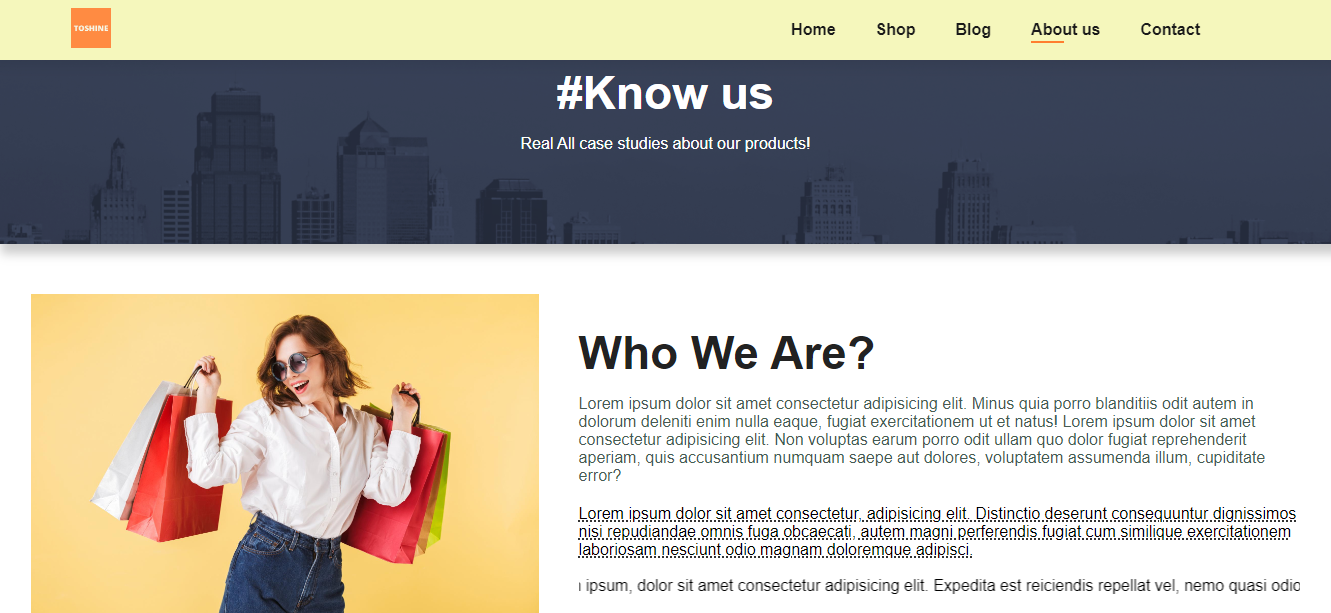 TOSHINE
Home Shop Blog About us Contact
#Know us
Real All case studies about our products!
Who We Are?
Lorem ipsum dolor sit amet consectetur adipisicing elit. Minus quia porro blanditiis odit autem in
dolorum deleniti enim nulla eaque, fugiat exercitationem ut et natus! Lorem ipsum dolor sit amet
consectetur adipisicing elit. Non voluptas earum porro odit ullam quo dolor fugiat reprehenderit
aperiam, quis accusantium numquam saepe aut dolores, voluptatem assumenda illum, cupiditate
error?
Lorem ipsum dolor sit amet consectetur, adipisicing elit. Distinctio deserunt consequuntur dignissimos
nisi repudiandae omnis fuga obcaecati, autem magni perferendis fugiat cum similique exercitationem
laboriosam nesciunt odio magnam doloremque adipisci.
ipsum, dolor sit amet consectetur adipisicing elit. Expedita est reiciendis repellat vel, nemo quasi odio